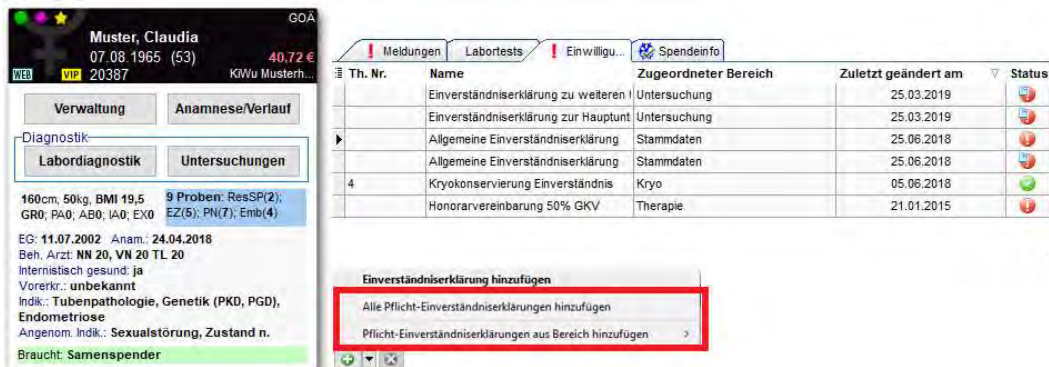 GOÄ
Muster, Claudia
07.08.1965 (53) 40,72 €
WEB VIP 20387 KiWu Musterh...
Verwaltung Anamnese/Verlauf
Diagnostik
Labordiagnostik Untersuchungen
160cm; 50kg, BMI 19,5
GR0; PA0; AB0; IA0; EX0
9 Proben: ResSP(2);
EZ(5); PN(7); Emb(4)
EG: 11.07.2002 Anam.: 24.04.2018
Beh. Arzt: NN 20, VN 20 TL 20
Internistisch gesund: ja
Vorerkr.: unbekannt
Indik.: Tubenpathologie, Genetik (PKD, PGD),
Endometriose
Angenom. Indik.: Sexualstörung, Zustand n.
Braucht: Samenspender
Meldungen Labortests Einwilligu... Spendeinfo
Th. Nr. Name Zugeordneter Bereich Zuletzt geändert am Status
Einverständniserklärung zu weiteren Untersuchung 25.03.2019
Einverständniserklärung zur Hauptunt Untersuchung 25.03.2019
Allgemeine Einverständniserklärung Stammdaten 25.06.2018
Allgemeine Einverständniserklärung Stammdaten 25.06.2018
4 Kryokonservierung Einverständnis Kryo 05.06.2018
Honorarvereinbarung 50% GKV Therapie 21.01.2015
Einverständniserklärung hinzufügen
Alle Pflicht-Einverständniserklärungen hinzufügen
Pflicht-Einverständniserklärungen aus Bereich hinzufügen >